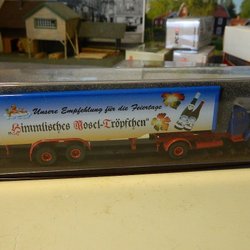 Unsere Empfehlung für die Feiertage
"Himmlisches Mosel-Tröpfchen"